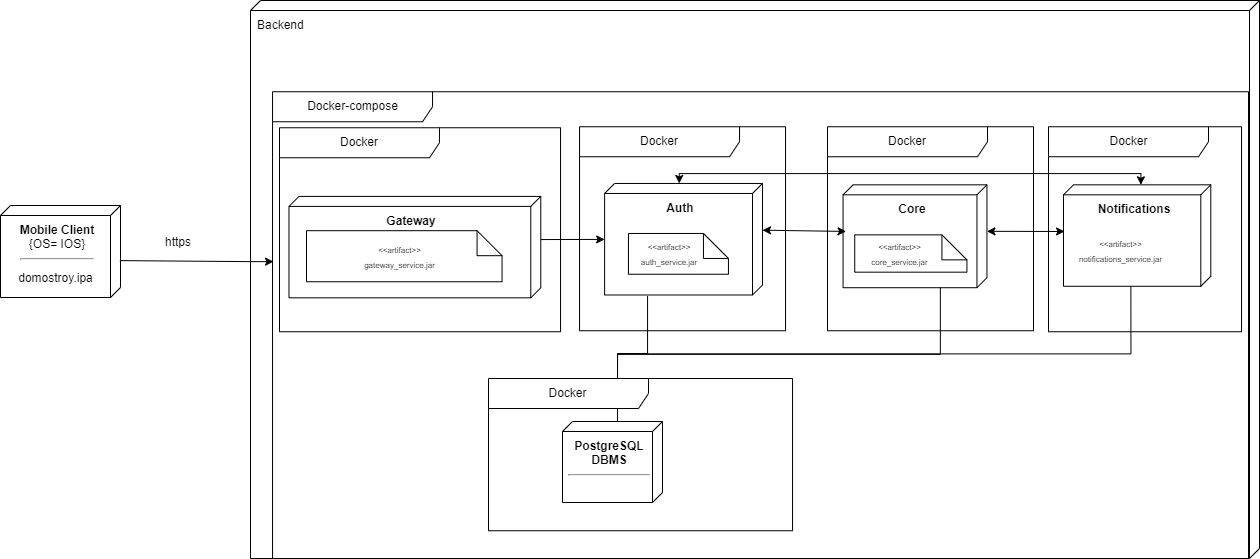 Backend
Docker-compose
Docker
Docker
Docker
Docker
Mobile Client
{OS= IOS}
domostroy.ipa
https
Gateway
<<artifact>>
gateway_service.jar
Auth
<<artifact>>
auth_service.jar
Core
<<artifact>>
core_service.jar
Notifications
<<artifact>>
notifications_service.jar
Docker
PostgreSQL
DBMS